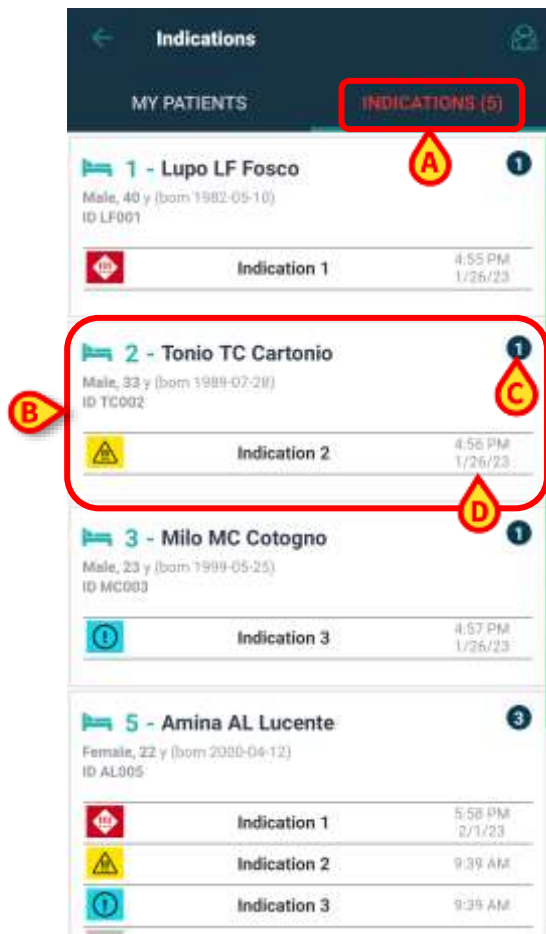 Indications
MY PATIENTS INDICATIONS (5)
A
1 - Lupo LF Fosco 1
Male, 40 y (born 1982-05-10)
ID LF001
Indication 1 4:55 PM
1/26/23
2 - Tonio TC Cartonio 1
Male, 33 y (born 1989-07-28)
ID TC002
B
C
Indication 2 4:56 PM
1/26/23
D
3 - Milo MC Cotogno 1
Male, 23 y (born 1999-05-25)
ID MC003
Indication 3 4:57 PM
1/26/23
5 - Amina AL Lucente 3
Female, 22 y (born 2000-04-12)
ID AL005
Indication 1 5:58 PM
2/1/23
Indication 2 9:39 AM
Indication 3 9:39 AM